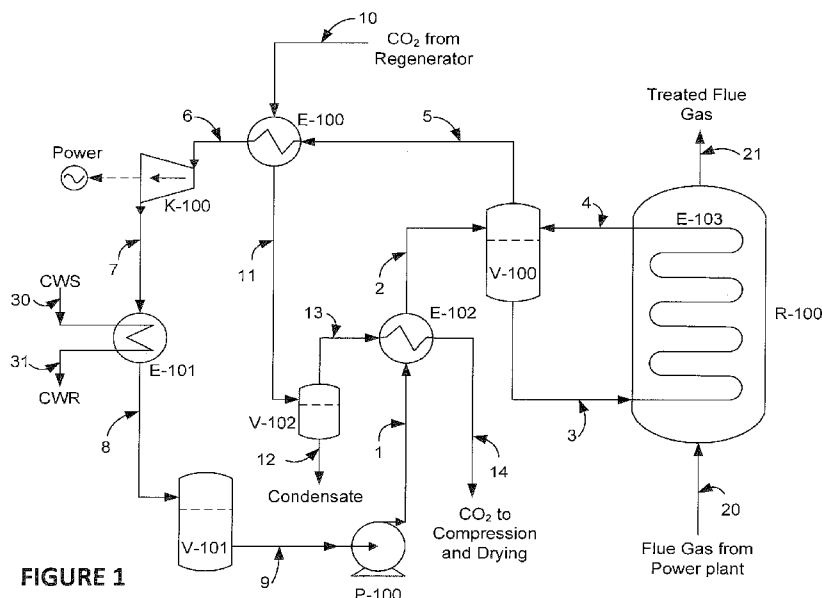 10
CO₂ from
Regenerator
E-100
6
5
Treated Flue
Gas
21
Power
K-100
4
E-103
V-100
R-100
7
11
2
CWS
30
13
E-102
31
E-101
CWR
V-102
3
8
12
1
14
Condensate
20
CO₂ to
Compression
and Drying
V-101
9
Flue Gas from
Power plant
FIGURE 1
P-100